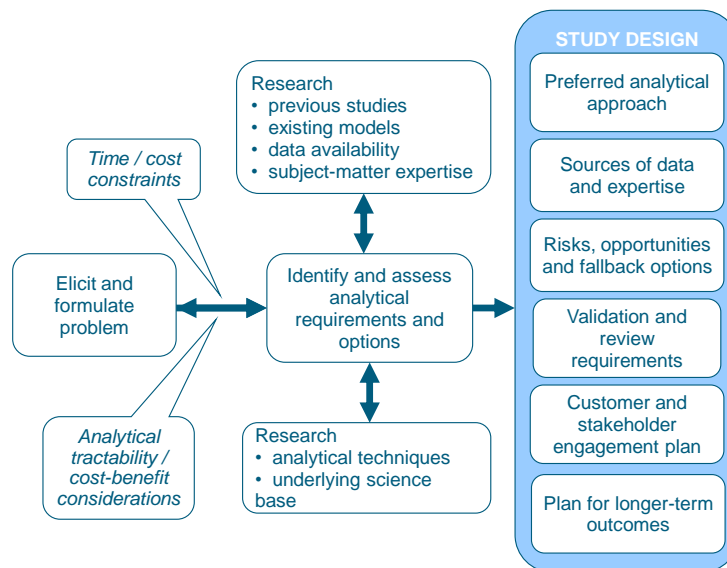 STUDY DESIGN
Research
• previous studies
• existing models
• data availability
• subject-matter expertise
Time / cost
constraints
Elicit and
formulate
problem
Identify and assess
analytical
requirements and
options
Analytical
tractability /
cost-benefit
considerations
Research
• analytical techniques
• underlying science
base
Preferred analytical
approach
Sources of data
and expertise
Risks, opportunities
and fallback options
Validation and
review
requirements
Customer and
stakeholder
engagement plan
Plan for longer-term
outcomes